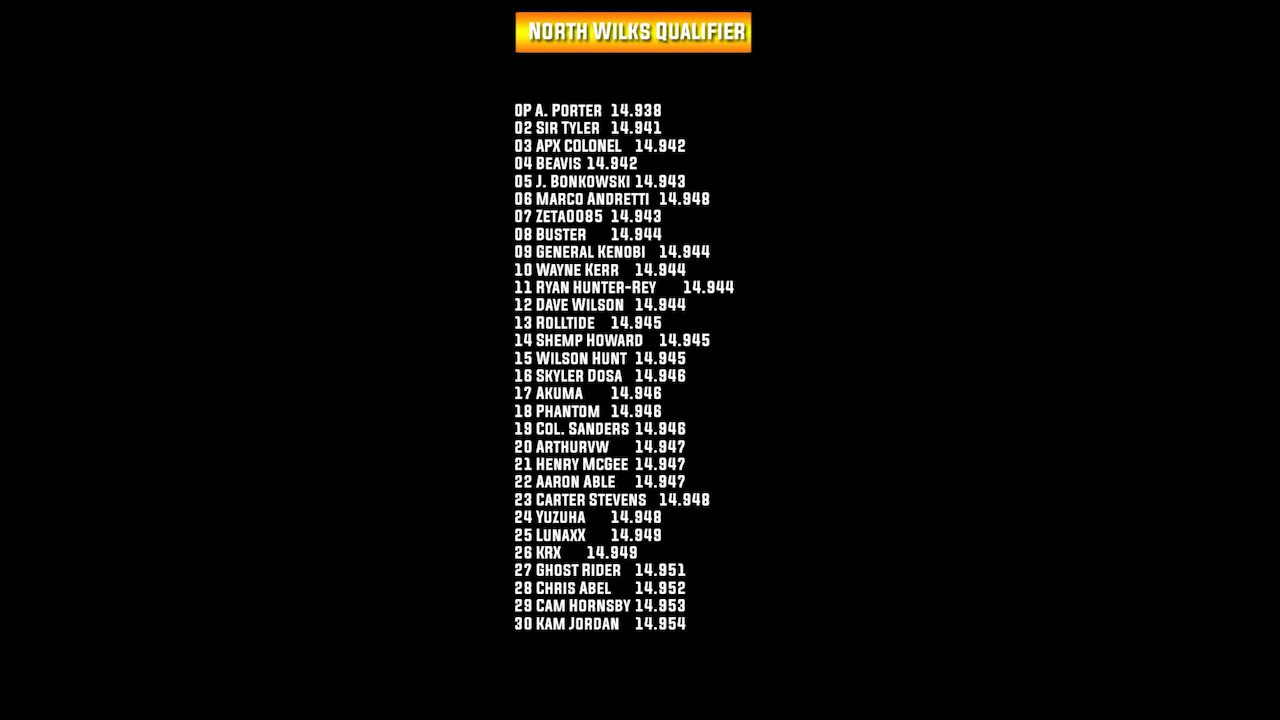 North Wilks Qualifier
0P A. Porter 14.938
02 Sir Tyler 14.941
03 APX COLONEL 14.942
04 Beavis 14.942
05 J. Bonkowski 14.943
06 Marco Andretti 14.948
07 Zeta0085 14.943
08 Buster 14.944
09 General Kenobi 14.944
10 Wayne Kerr 14.944
11 Ryan Hunter-Rey 14.944
12 Dave Wilson 14.944
13 Rolltide 14.945
14 Shemp Howard 14.945
15 Wilson Hunt 14.945
16 Skyler Dosa 14.946
17 Akuma 14.946
18 Phantom 14.946
19 Col. Sanders 14.946
20 ArthurVW 14.947
21 Henry McGee 14.947
22 Aaron Able 14.947
23 Carter Stevens 14.948
24 Yuzuha 14.948
25 Lunaxx 14.949
26 KRX 14.949
27 Ghost Rider 14.951
28 Chris Abel 14.952
29 Cam Hornsby 14.953
30 Kam Jordan 14.954